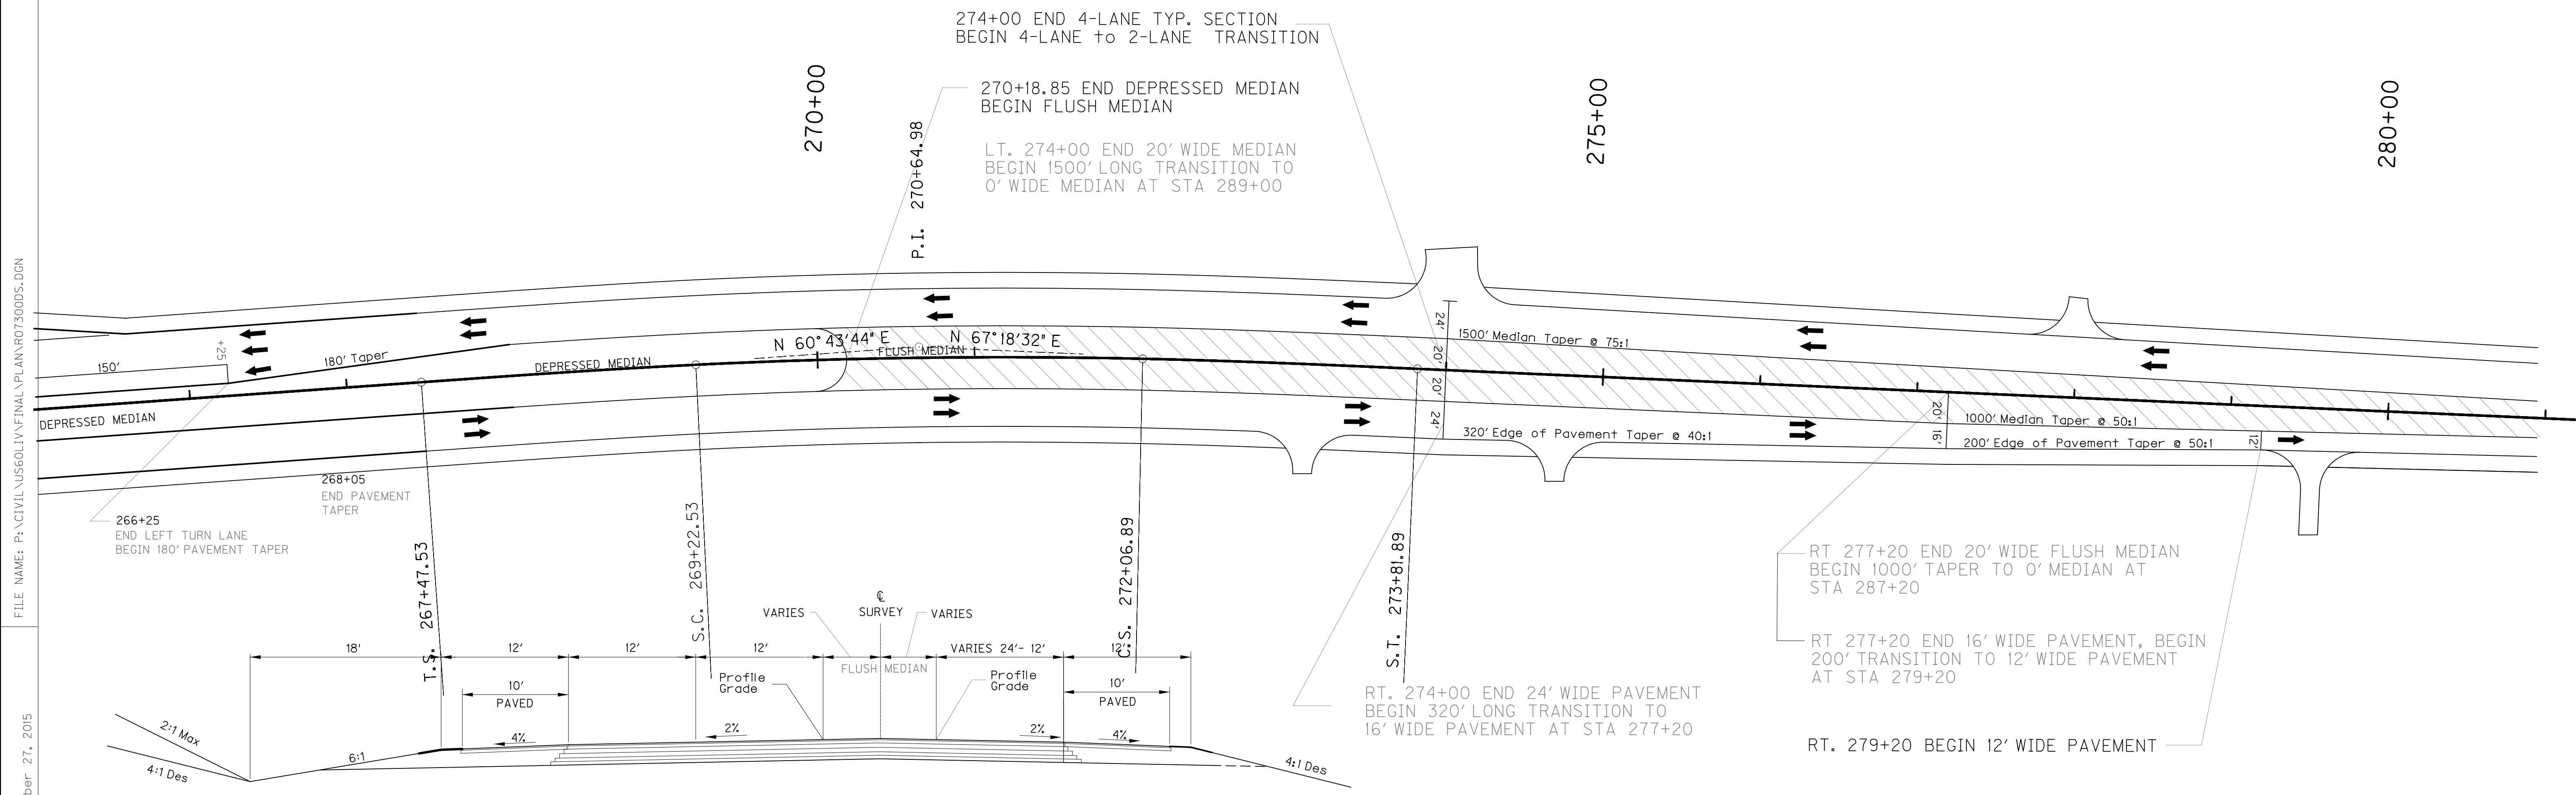 274+00 END 4-LANE TYP. SECTION
BEGIN 4-LANE to 2-LANE TRANSITION
270+18.85 END DEPRESSED MEDIAN
BEGIN FLUSH MEDIAN
LT. 274+00 END 20' WIDE MEDIAN
BEGIN 1500' LONG TRANSITION TO
0' WIDE MEDIAN AT STA 289+00
270+00
P.I. 270+64.98
275+00
280+00
FILE NAME: P:\CIVIL\US60LIV\FINAL\PLAN\R07300DS.DGN
ber 27, 2015
150'
+25
180' Taper
DEPRESSED MEDIAN
DEPRESSED MEDIAN
N 60°43'44" E
FLUSH MEDIAN
N 67°18'32" E
24'
20'
20'
24'
1500' Median Taper @ 75:1
320' Edge of Pavement Taper @ 40:1
20'
16'
1000' Median Taper @ 50:1
200' Edge of Pavement Taper @ 50:1
12'
268+05
END PAVEMENT
TAPER
266+25
END LEFT TURN LANE
BEGIN 180' PAVEMENT TAPER
T.S. 267+47.53
S.C. 269+22.53
C.S. 272+06.89
S.T. 273+81.89
RT 277+20 END 20' WIDE FLUSH MEDIAN
BEGIN 1000' TAPER TO 0' MEDIAN AT
STA 287+20
RT 277+20 END 16' WIDE PAVEMENT, BEGIN
200' TRANSITION TO 12' WIDE PAVEMENT
AT STA 279+20
RT. 274+00 END 24' WIDE PAVEMENT
BEGIN 320' LONG TRANSITION TO
16' WIDE PAVEMENT AT STA 277+20
RT. 279+20 BEGIN 12' WIDE PAVEMENT
℄
SURVEY
VARIES
VARIES
18'
12'
12'
12'
VARIES 24'- 12'
12'
FLUSH MEDIAN
10'
PAVED
Profile
Grade
Profile
Grade
10'
PAVED
2:1 Max
4:1 Des
6:1
4%
2%
2%
4%
4:1 Des